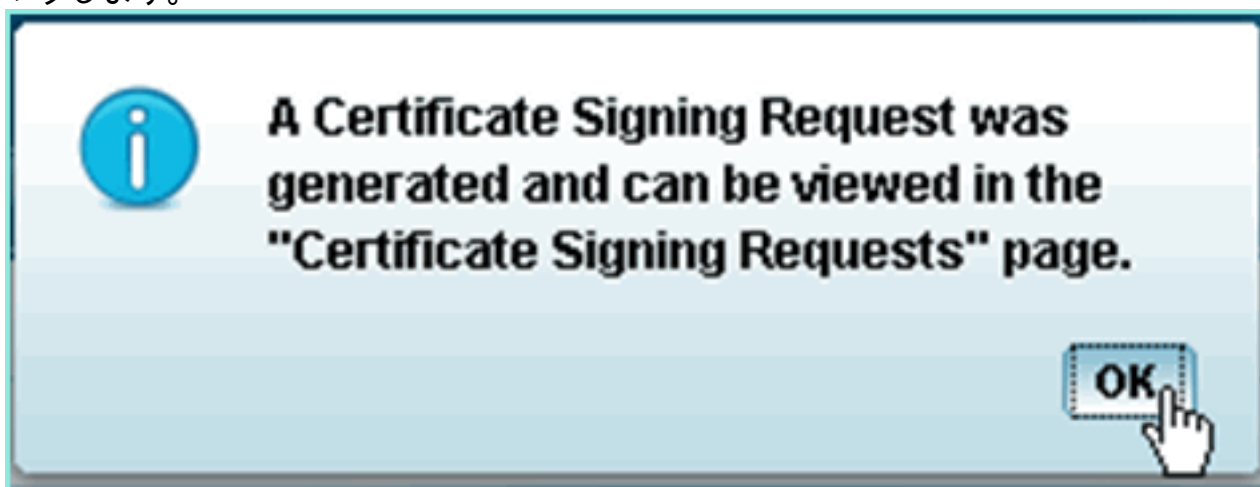 A Certificate Signing Request was
generated and can be viewed in the
"Certificate Signing Requests" page.
OK